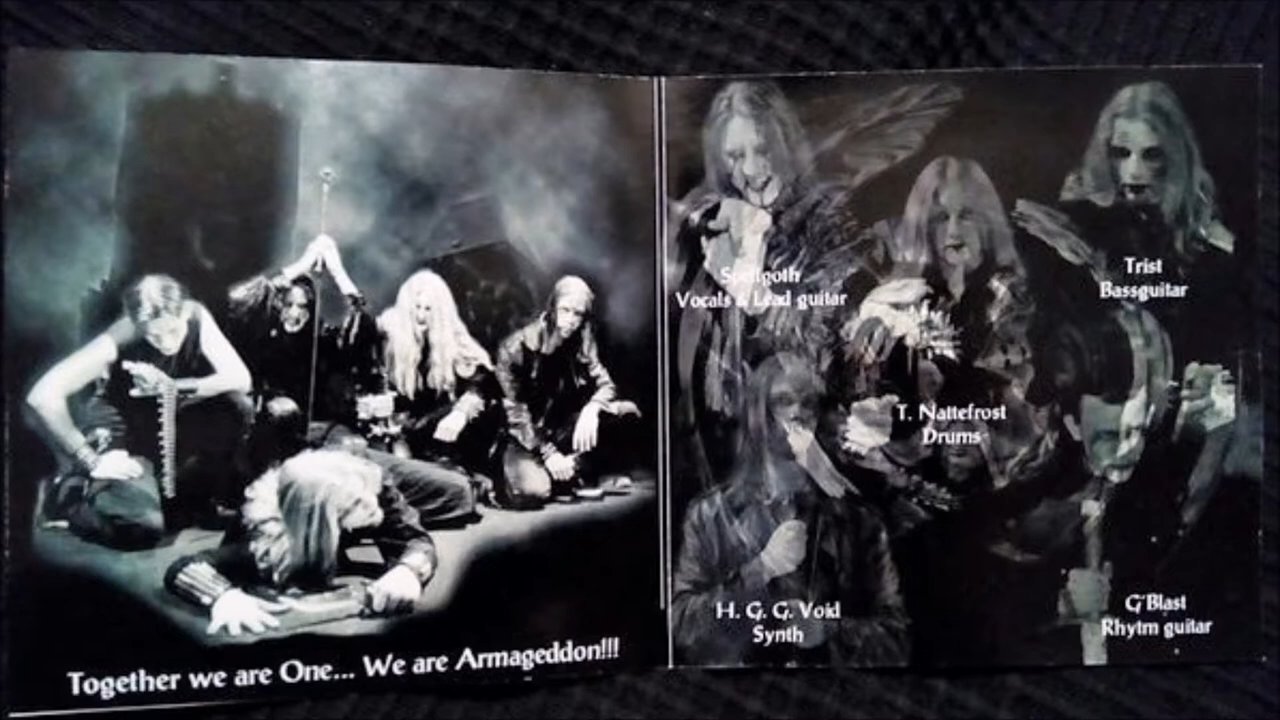 Together we are One... We are Armageddon!!!
Spellgoth
Vocals & Lead guitar
Trist
Bassguitar
T. Nattefrost
Drums
H. G. G. Void
Synth
G'Blast
Rhytm guitar